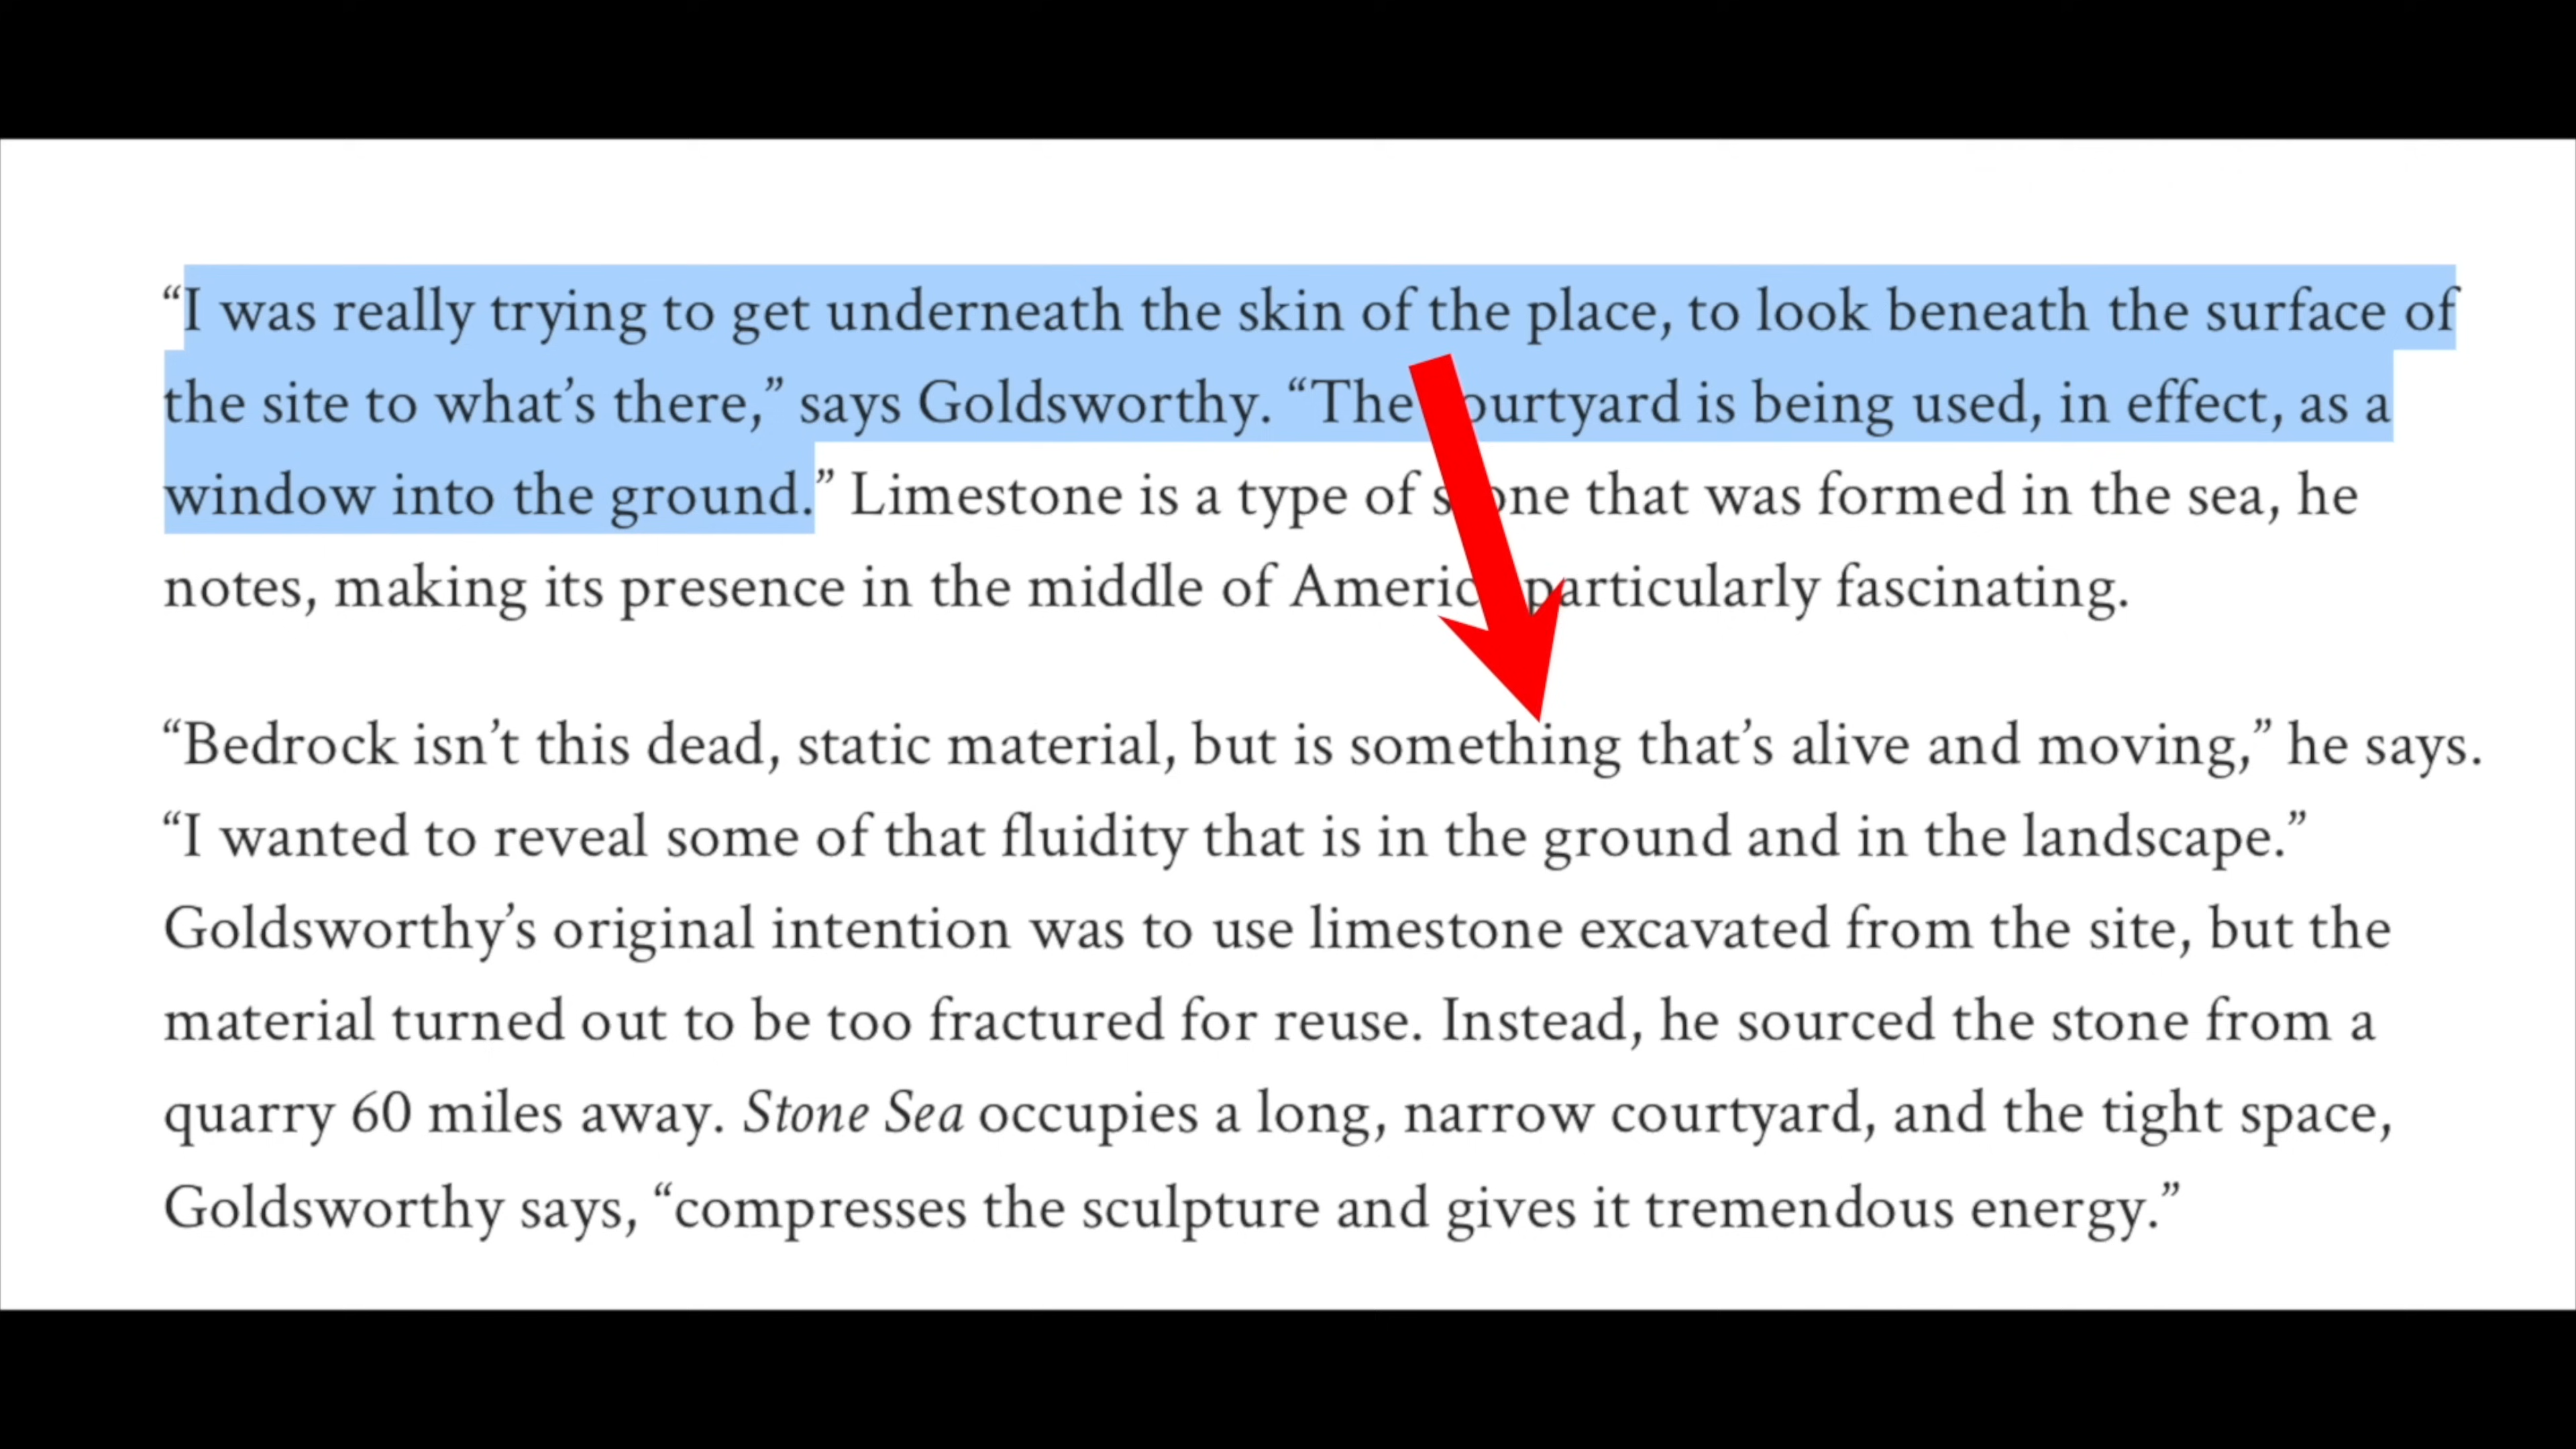 “I was really trying to get underneath the skin of the place, to look beneath the surface of
the site to what’s there,” says Goldsworthy. “The courtyard is being used, in effect, as a
window into the ground.” Limestone is a type of stone that was formed in the sea, he
notes, making its presence in the middle of America particularly fascinating.
“Bedrock isn’t this dead, static material, but is something that’s alive and moving,” he says.
“I wanted to reveal some of that fluidity that is in the ground and in the landscape.”
Goldsworthy’s original intention was to use limestone excavated from the site, but the
material turned out to be too fractured for reuse. Instead, he sourced the stone from a
quarry 60 miles away. Stone Sea occupies a long, narrow courtyard, and the tight space,
Goldsworthy says, “compresses the sculpture and gives it tremendous energy.”